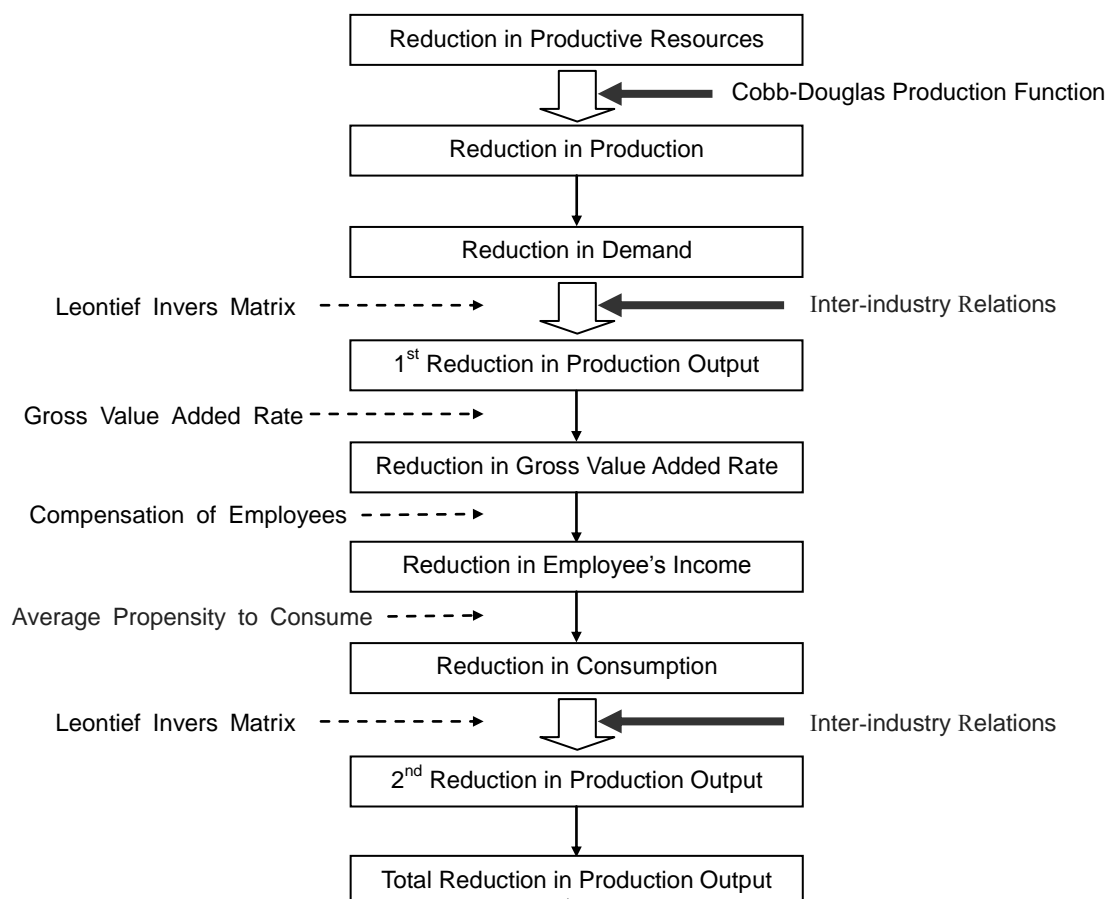 Reduction in Productive Resources
Cobb-Douglas Production Function
Reduction in Production
Reduction in Demand
Leontief Invers Matrix
Inter-industry Relations
1st Reduction in Production Output
Gross Value Added Rate
Reduction in Gross Value Added Rate
Compensation of Employees
Reduction in Employee’s Income
Average Propensity to Consume
Reduction in Consumption
Leontief Invers Matrix
Inter-industry Relations
2nd Reduction in Production Output
Total Reduction in Production Output